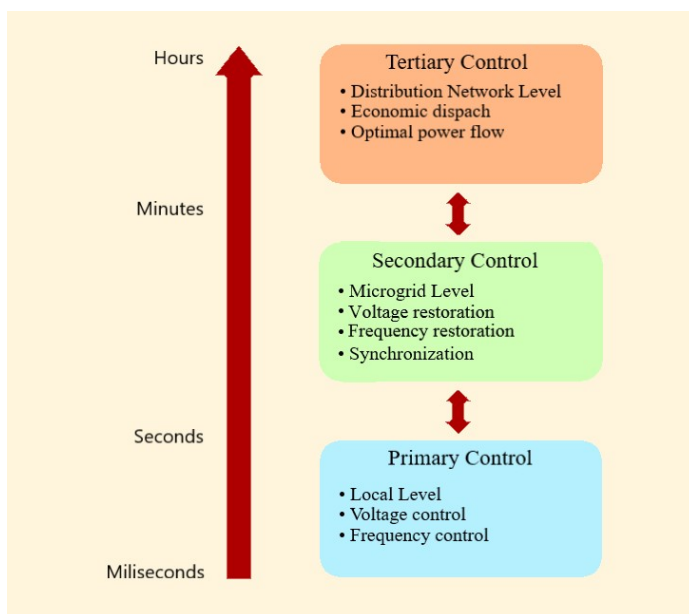 Hours
Tertiary Control
• Distribution Network Level
• Economic dispach
• Optimal power flow
Minutes
Secondary Control
• Microgrid Level
• Voltage restoration
• Frequency restoration
• Synchronization
Seconds
Primary Control
• Local Level
• Voltage control
• Frequency control
Miliseconds